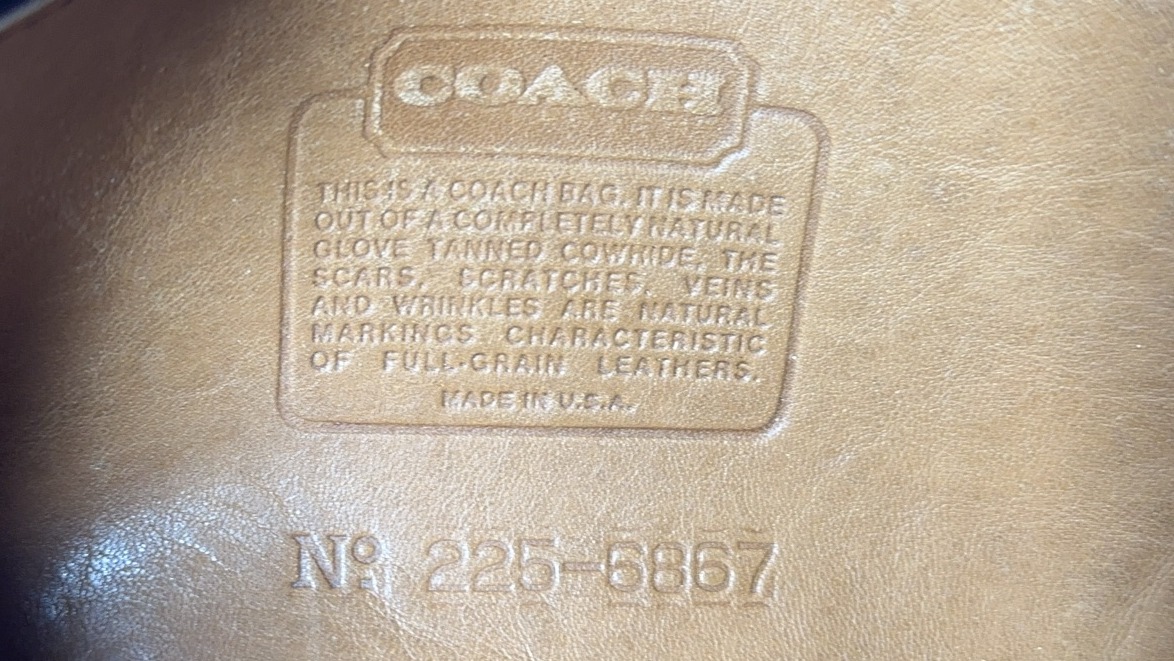 COACH
THIS IS A COACH BAG. IT IS MADE
OUT OF A COMPLETELY NATURAL
GLOVE TANNED COWHIDE. THE
SCARS, SCRATCHES, VEINS
AND WRINKLES ARE NATURAL
MARKINGS CHARACTERISTIC
OF FULL-GRAIN LEATHERS.
MADE IN U.S.A.
Nº 225-6867